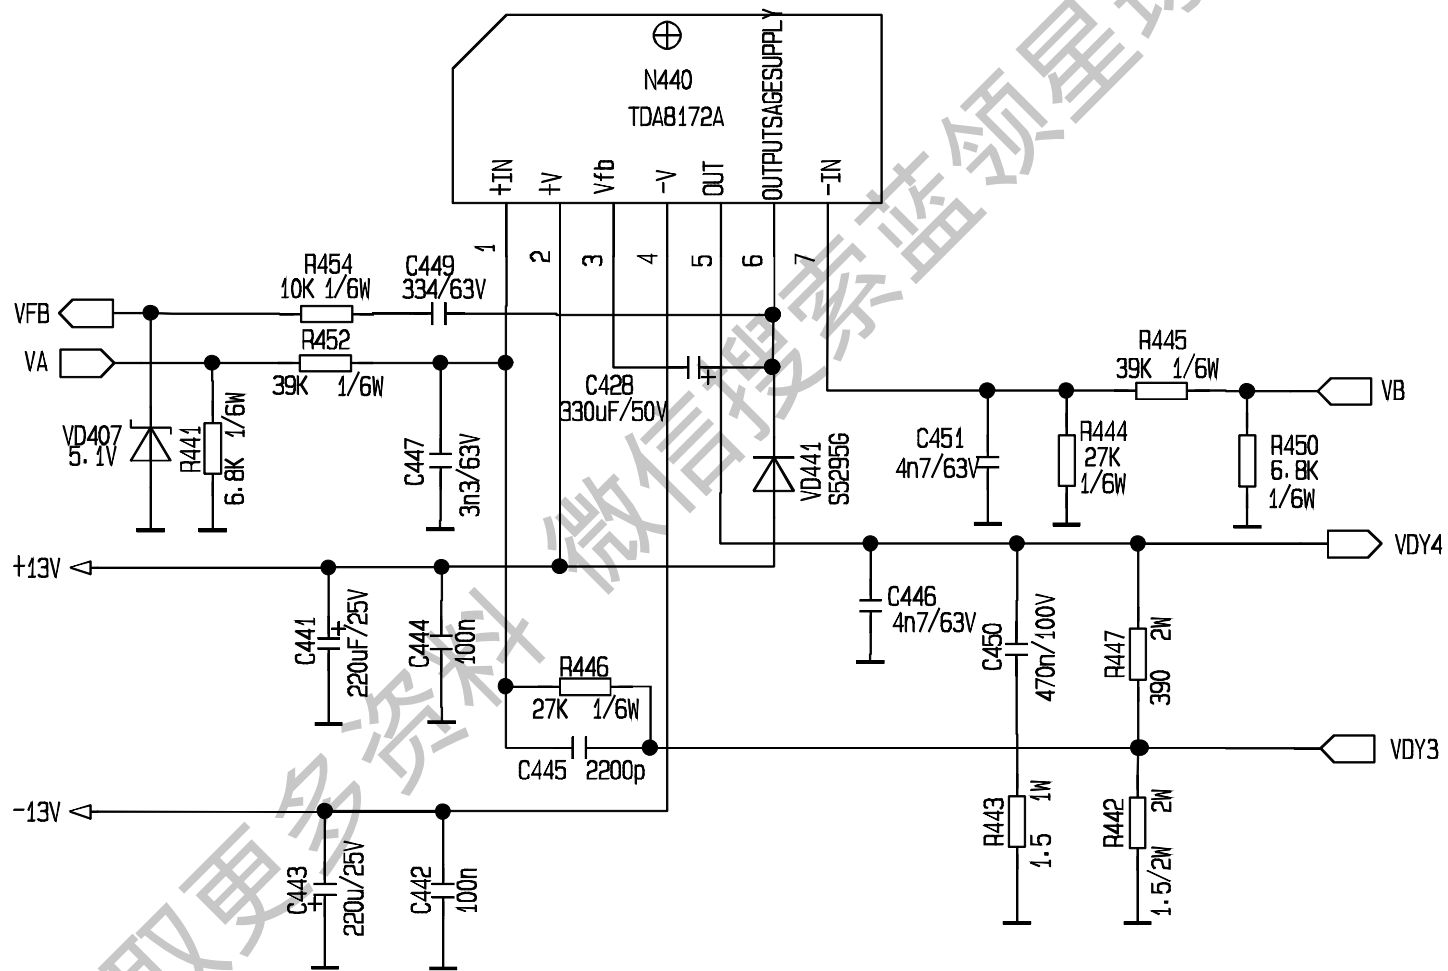 N440
TDA8172A
+IN
+V
Vfb
-V
OUT
OUTPUTSAGESUPPLY
-IN
1
2
3
4
5
6
7
R454
10K 1/6W
C449
334/63V
VFB
VA
R452
39K 1/6W
VD407
5.1V
R441
6.8K 1/6W
C447
3n3/63V
C428
330uF/50V
+
VD441
S5295G
R445
39K 1/6W
VB
C451
4n7/63V
R444
27K
1/6W
R450
6.8K
1/6W
VDY4
+13V
C441
+
220uF/25V
C444
100n
C446
4n7/63V
C450
470n/100V
R447
2W
390
R446
27K 1/6W
C445
2200p
VDY3
-13V
C443
+
220u/25V
C442
100n
R443
1W
1.5
R442
2W
1.5/2W
取更多资料 微信搜索蓝领星球